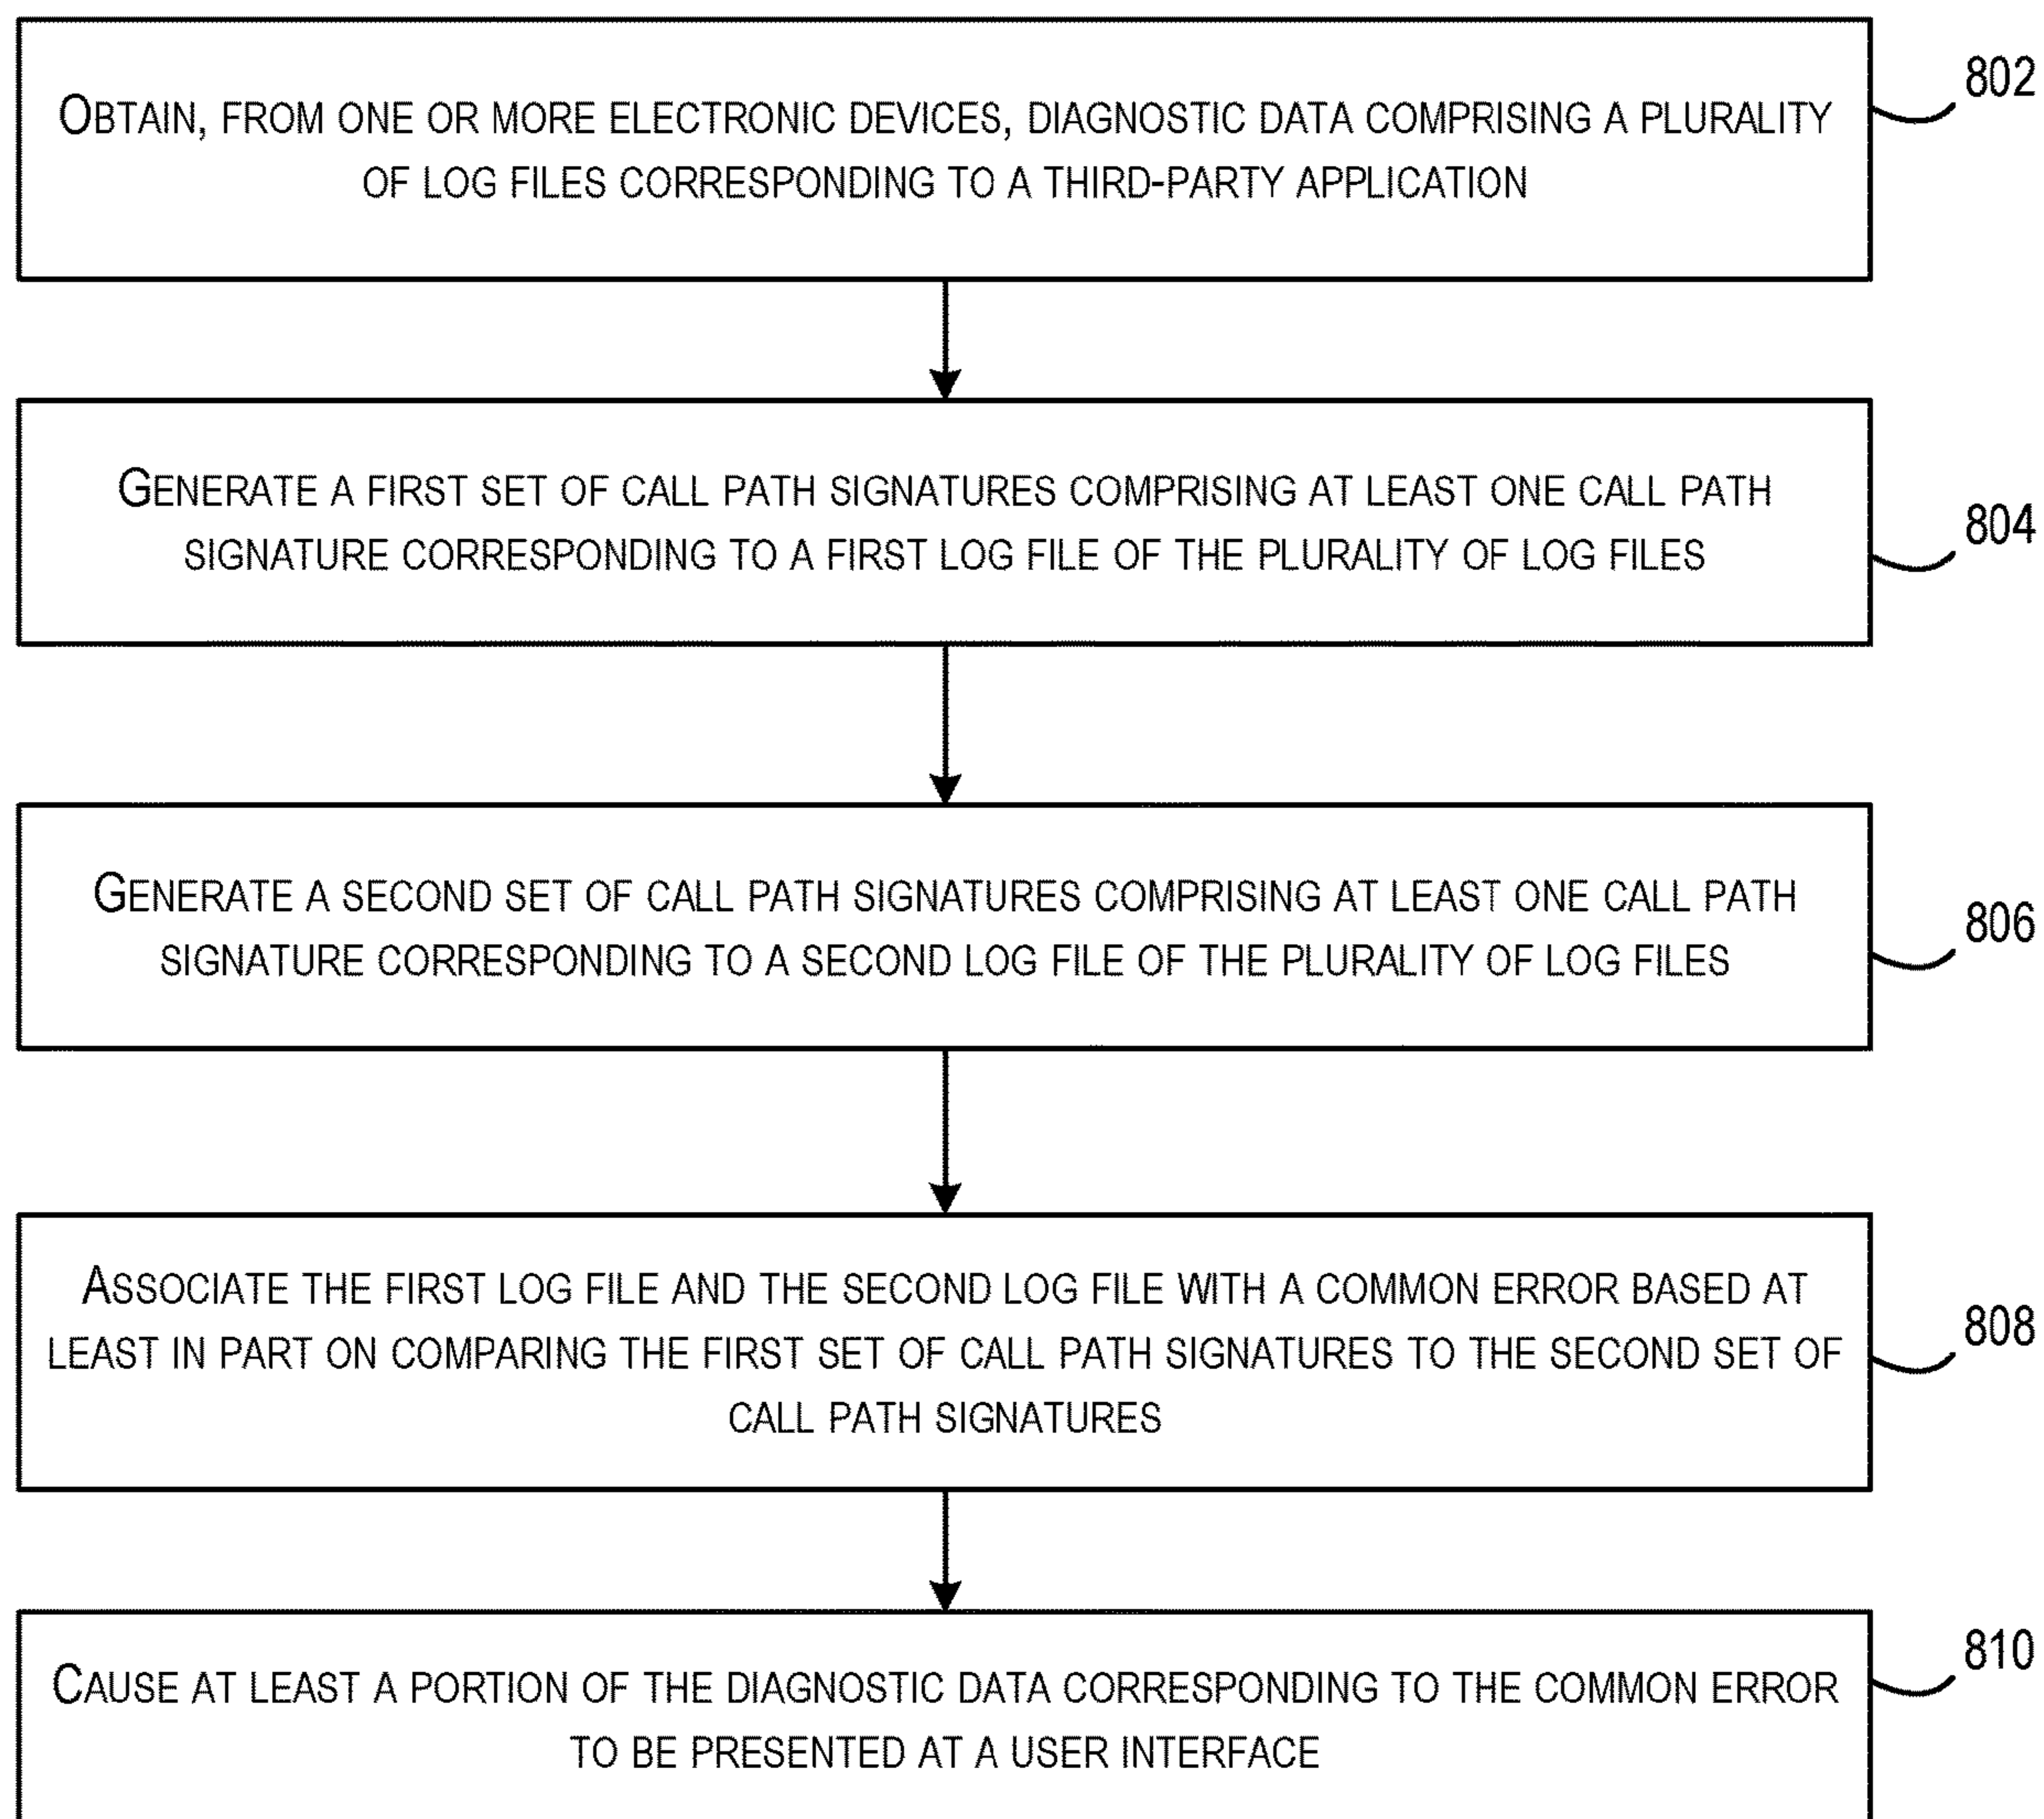 OBTAIN, FROM ONE OR MORE ELECTRONIC DEVICES, DIAGNOSTIC DATA COMPRISING A PLURALITY
OF LOG FILES CORRESPONDING TO A THIRD-PARTY APPLICATION
802
GENERATE A FIRST SET OF CALL PATH SIGNATURES COMPRISING AT LEAST ONE CALL PATH
SIGNATURE CORRESPONDING TO A FIRST LOG FILE OF THE PLURALITY OF LOG FILES
804
GENERATE A SECOND SET OF CALL PATH SIGNATURES COMPRISING AT LEAST ONE CALL PATH
SIGNATURE CORRESPONDING TO A SECOND LOG FILE OF THE PLURALITY OF LOG FILES
806
ASSOCIATE THE FIRST LOG FILE AND THE SECOND LOG FILE WITH A COMMON ERROR BASED AT
LEAST IN PART ON COMPARING THE FIRST SET OF CALL PATH SIGNATURES TO THE SECOND SET OF
CALL PATH SIGNATURES
808
CAUSE AT LEAST A PORTION OF THE DIAGNOSTIC DATA CORRESPONDING TO THE COMMON ERROR
TO BE PRESENTED AT A USER INTERFACE
810